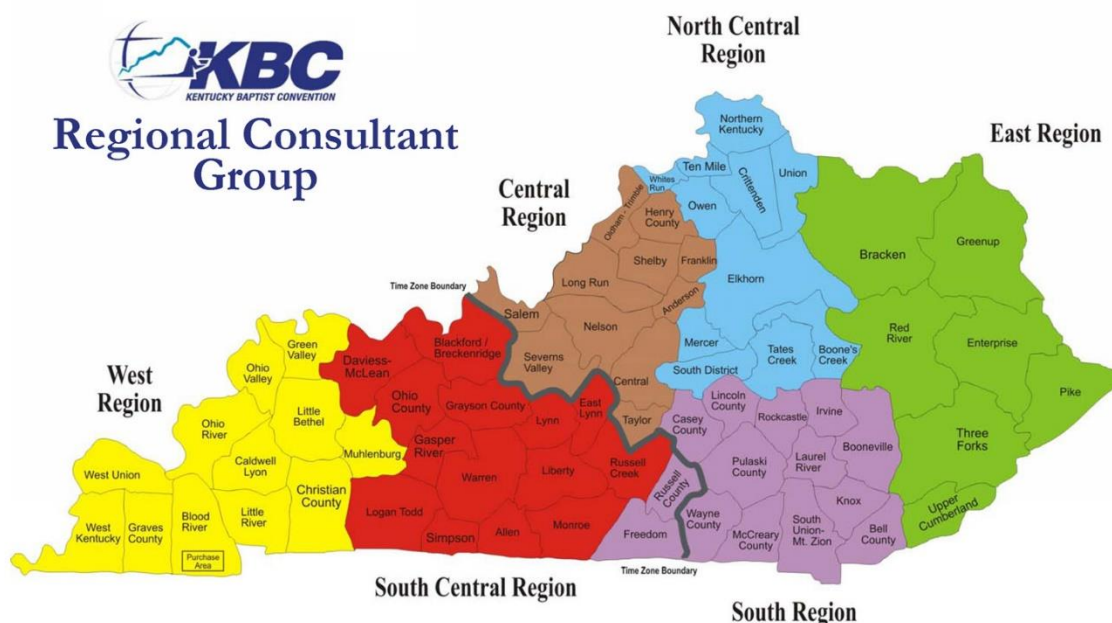 KBC
KENTUCKY BAPTIST CONVENTION
Regional Consultant
Group
North Central
Region
East Region
Central
Region
West
Region
South Central Region
South Region
Time Zone Boundary
Time Zone Boundary
Northern
Kentucky
Ten Mile
Whites
Run
Crittenden
Union
Owen
Elkhorn
Mercer
Tates
Creek
Boone's
Creek
South District
Oldham - Trimble
Henry
County
Shelby
Franklin
Long Run
Anderson
Salem
Nelson
Severns
Valley
Central
Taylor
Bracken
Greenup
Red
River
Enterprise
Pike
Three
Forks
Upper
Cumberland
Green
Valley
Ohio
Valley
Little
Bethel
Ohio
River
Muhlenburg
Caldwell
Lyon
West Union
Christian
County
West
Kentucky
Graves
County
Blood
River
Little
River
Purchase
Area
Daviess-
McLean
Blackford /
Breckenridge
Ohio
County
Grayson County
Lynn
East
Lynn
Gasper
River
Warren
Liberty
Russell
Creek
Logan Todd
Simpson
Allen
Monroe
Lincoln
County
Casey
County
Rockcastle
Irvine
Booneville
Pulaski
County
Laurel
River
Russell
County
Knox
Wayne
County
Freedom
McCreary
County
South
Union-
Mt. Zion
Bell
County